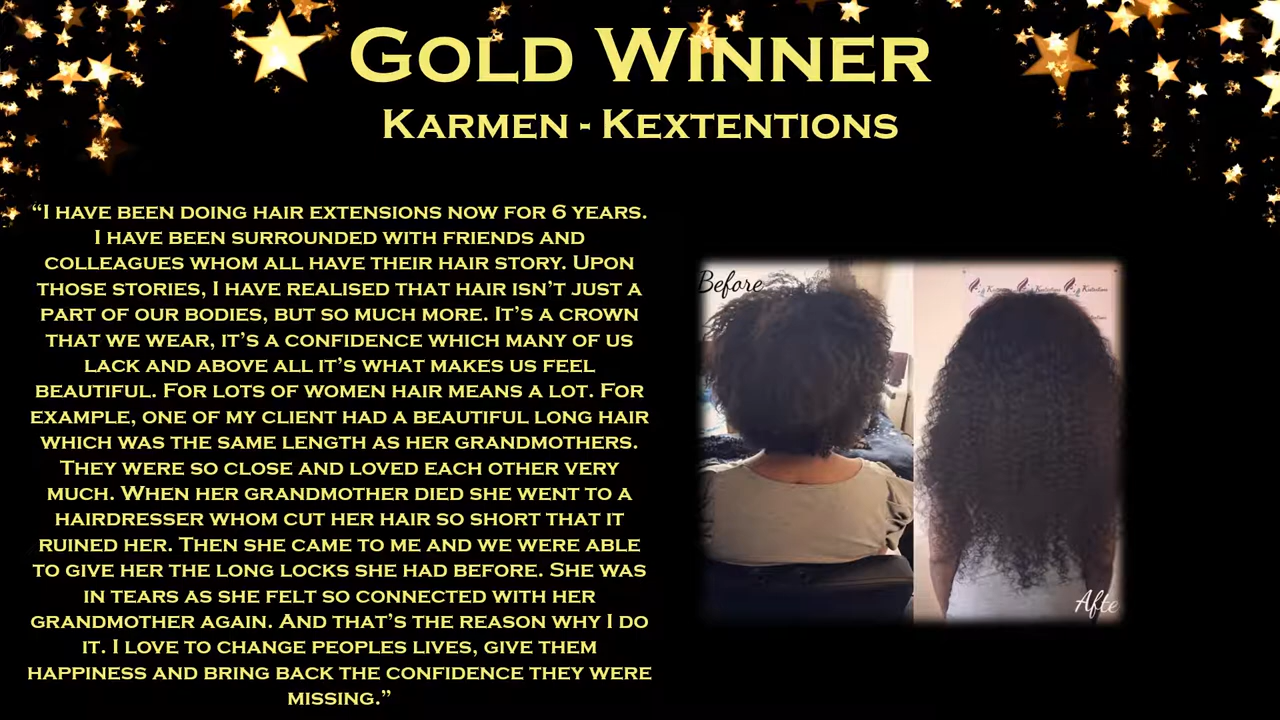 GOLD WINNER
KARMEN - KEXTENTIONS
“I HAVE BEEN DOING HAIR EXTENSIONS NOW FOR 6 YEARS.
I HAVE BEEN SURROUNDED WITH FRIENDS AND
COLLEAGUES WHOM ALL HAVE THEIR HAIR STORY. UPON
THOSE STORIES, I HAVE REALISED THAT HAIR ISN’T JUST A
PART OF OUR BODIES, BUT SO MUCH MORE. IT’S A CROWN
THAT WE WEAR, IT’S A CONFIDENCE WHICH MANY OF US
LACK AND ABOVE ALL IT’S WHAT MAKES US FEEL
BEAUTIFUL. FOR LOTS OF WOMEN HAIR MEANS A LOT. FOR
EXAMPLE, ONE OF MY CLIENT HAD A BEAUTIFUL LONG HAIR
WHICH WAS THE SAME LENGTH AS HER GRANDMOTHERS.
THEY WERE SO CLOSE AND LOVED EACH OTHER VERY
MUCH. WHEN HER GRANDMOTHER DIED SHE WENT TO A
HAIRDRESSER WHOM CUT HER HAIR SO SHORT THAT IT
RUINED HER. THEN SHE CAME TO ME AND WE WERE ABLE
TO GIVE HER THE LONG LOCKS SHE HAD BEFORE. SHE WAS
IN TEARS AS SHE FELT SO CONNECTED WITH HER
GRANDMOTHER AGAIN. AND THAT’S THE REASON WHY I DO
IT. I LOVE TO CHANGE PEOPLES LIVES, GIVE THEM
HAPPINESS AND BRING BACK THE CONFIDENCE THEY WERE
MISSING.”
Before
Afte